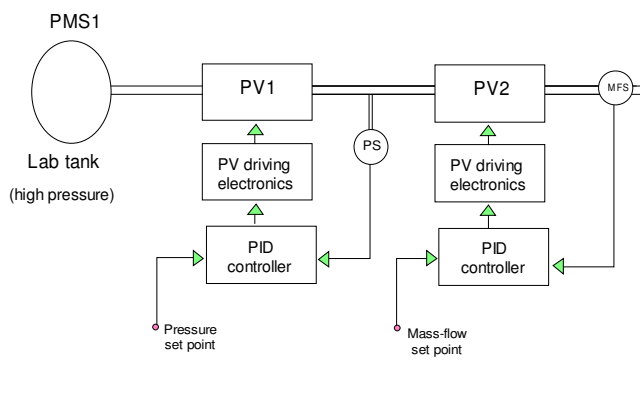 PMS1
PV1
PV2
MFS
PS
Lab tank
(high pressure)
PV driving
electronics
PV driving
electronics
PID
controller
PID
controller
Pressure
set point
Mass-flow
set point